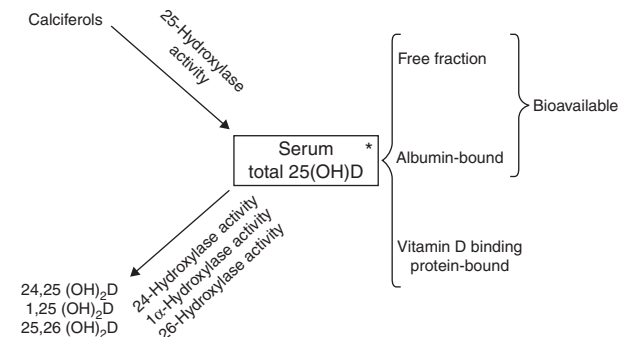 Calciferols
25-Hydroxylase
activity
Free fraction
Bioavailable
Serum *
total 25(OH)D
Albumin-bound
Vitamin D binding
protein-bound
24-Hydroxylase activity
1α-Hydroxylase activity
26-Hydroxylase activity
24,25 (OH)₂D
1,25 (OH)₂D
25,26 (OH)₂D